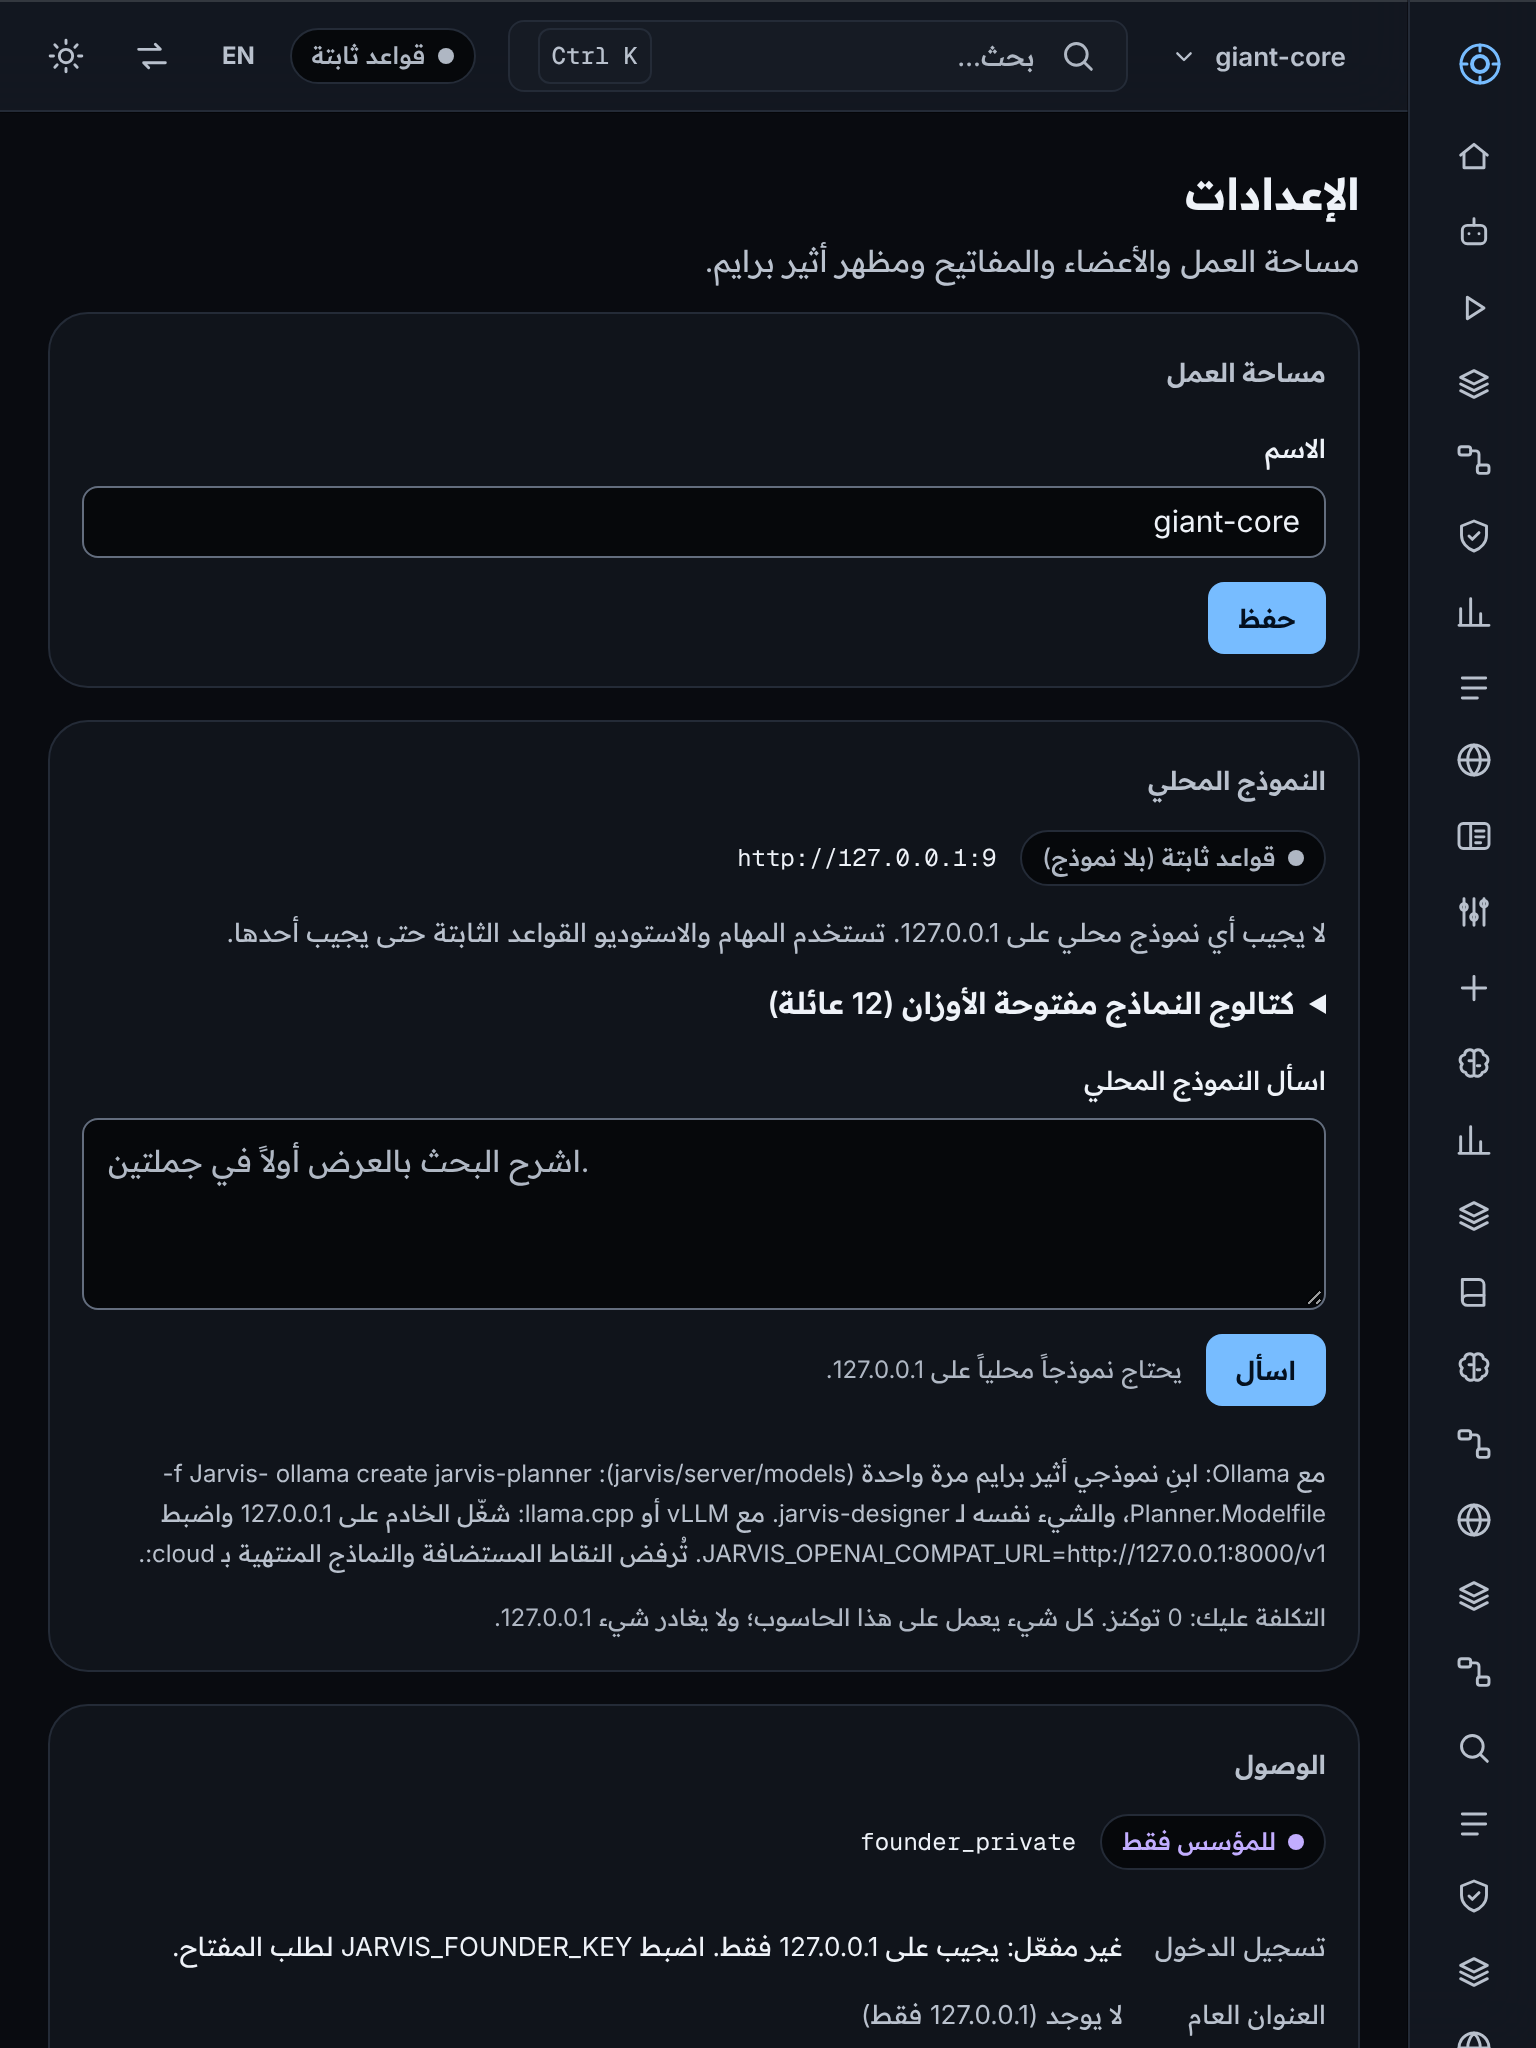 giant-core
بحث...
Ctrl K
قواعد ثابتة
EN
الإعدادات
مساحة العمل والأعضاء والمفاتيح ومظهر أثير برايم.
مساحة العمل
الاسم
giant-core
حفظ
النموذج المحلي
قواعد ثابتة (بلا نموذج)
http://127.0.0.1:9
لا يجيب أي نموذج محلي على 127.0.0.1. تستخدم المهام والاستوديو القواعد الثابتة حتى يجيب أحدها.
كتالوج النماذج مفتوحة الأوزان (12 عائلة)
اسأل النموذج المحلي
اشرح البحث بالعرض أولاً في جملتين.
اسأل
يحتاج نموذجاً محلياً على 127.0.0.1.
مع Ollama: ابنِ نموذجي أثير برايم مرة واحدة (jarvis/server/models): ollama create jarvis-planner -f Jarvis-
Planner.Modelfile، والشيء نفسه لـ jarvis-designer. مع vLLM أو llama.cpp: شغّل الخادم على 127.0.0.1 واضبط
JARVIS_OPENAI_COMPAT_URL=http://127.0.0.1:8000/v1. تُرفض النقاط المستضافة والنماذج المنتهية بـ cloud:.
التكلفة عليك: 0 توكنز. كل شيء يعمل على هذا الحاسوب؛ ولا يغادر شيء 127.0.0.1.
الوصول
للمؤسس فقط
founder_private
تسجيل الدخول
غير مفعّل: يجيب على 127.0.0.1 فقط. اضبط JARVIS_FOUNDER_KEY لطلب المفتاح.
العنوان العام
لا يوجد (127.0.0.1 فقط)